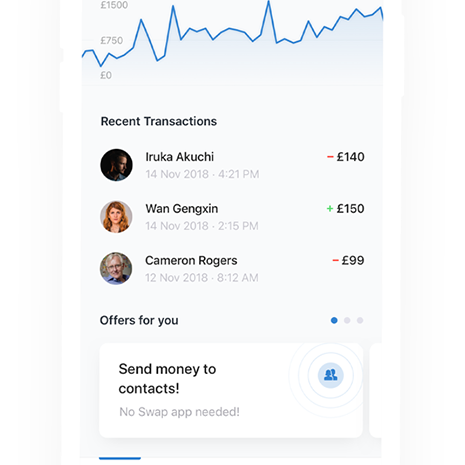 £1500
£750
£0
Recent Transactions
Iruka Akuchi − £140
14 Nov 2018 · 4:21 PM
Wan Gengxin + £150
14 Nov 2018 · 2:15 PM
Cameron Rogers − £99
12 Nov 2018 · 8:12 AM
Offers for you
Send money to
contacts!
No Swap app needed!